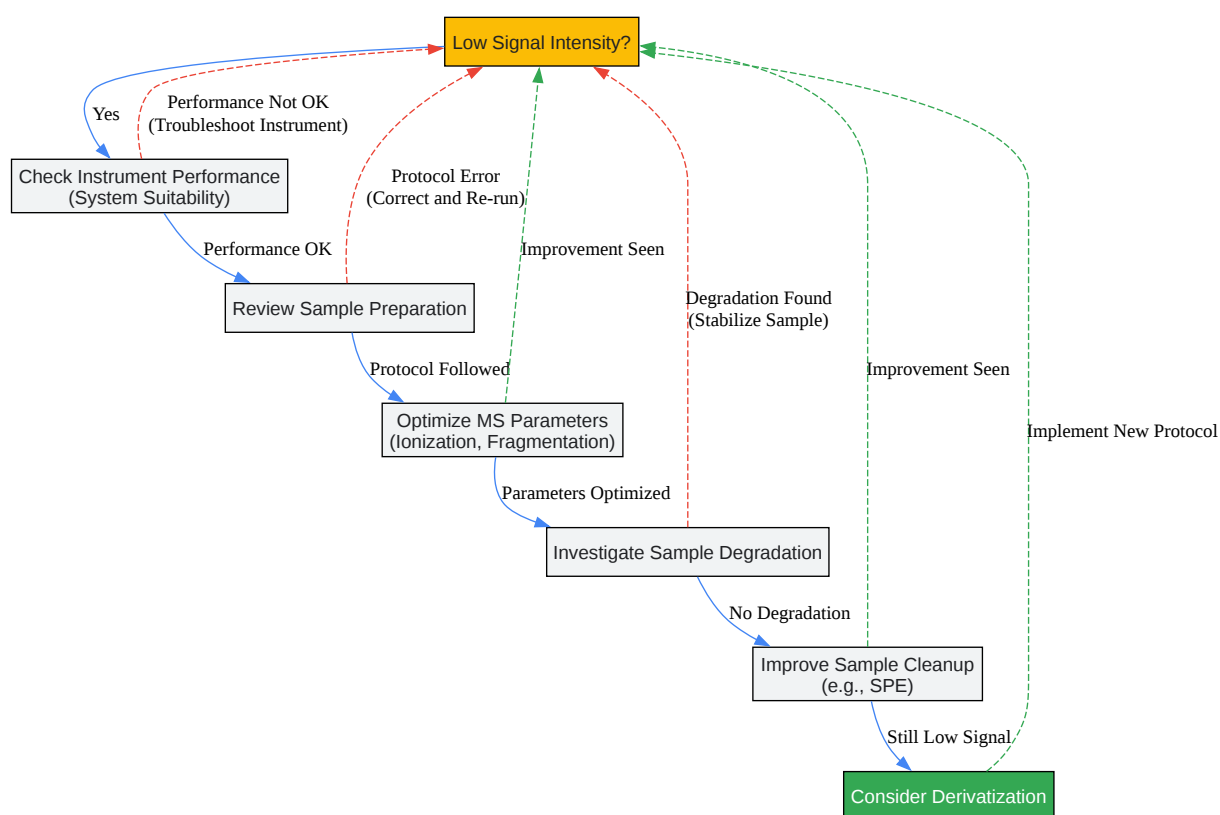 Low Signal Intensity?
Yes
Performance Not OK
(Troubleshoot Instrument)
Check Instrument Performance
(System Suitability)
Protocol Error
(Correct and Re-run)
Performance OK
Improvement Seen
Review Sample Preparation
Degradation Found
(Stabilize Sample)
Protocol Followed
Improvement Seen
Optimize MS Parameters
(Ionization, Fragmentation)
Implement New Protocol
Parameters Optimized
Investigate Sample Degradation
No Degradation
Improve Sample Cleanup
(e.g., SPE)
Still Low Signal
Consider Derivatization